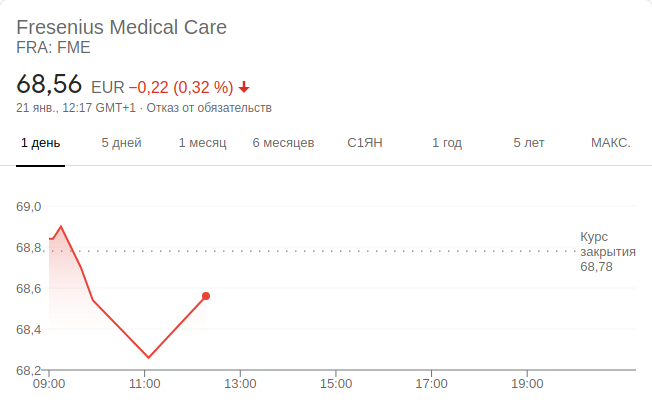 Fresenius Medical Care
FRA: FME
68,56 EUR −0,22 (0,32 %)
21 янв., 12:17 GMT+1 · Отказ от обязательств
1 день 5 дней 1 месяц 6 месяцев С1ЯН 1 год 5 лет МАКС.
69,0
Курс
68,8 закрытия
68,78
68,6
68,4
68,2
09:00 11:00 13:00 15:00 17:00 19:00